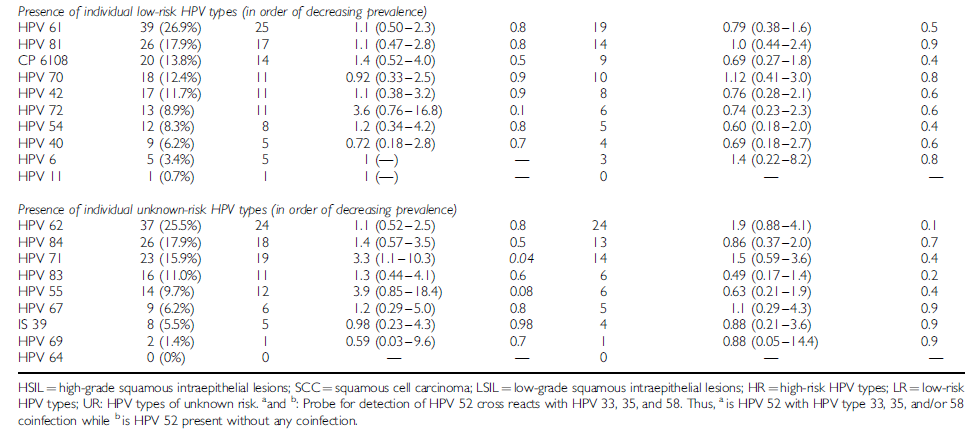 Presence of individual low-risk HPV types (in order of decreasing prevalence)
HPV 61 39 (26.9%) 25 1.1 (0.50–2.3) 0.8 19 0.79 (0.38–1.6) 0.5
HPV 81 26 (17.9%) 17 1.1 (0.47–2.8) 0.8 14 1.0 (0.44–2.4) 0.9
CP 6108 20 (13.8%) 14 1.4 (0.52–4.0) 0.5 9 0.69 (0.27–1.8) 0.4
HPV 70 18 (12.4%) 11 0.92 (0.33–2.5) 0.9 10 1.12 (0.41–3.0) 0.8
HPV 42 17 (11.7%) 11 1.1 (0.38–3.2) 0.9 8 0.76 (0.28–2.1) 0.6
HPV 72 13 (8.9%) 11 3.6 (0.76–16.8) 0.1 6 0.74 (0.23–2.3) 0.6
HPV 54 12 (8.3%) 8 1.2 (0.34–4.2) 0.8 5 0.60 (0.18–2.0) 0.4
HPV 40 9 (6.2%) 5 0.72 (0.18–2.8) 0.7 4 0.69 (0.18–2.7) 0.6
HPV 6 5 (3.4%) 5 1 (—) — 3 1.4 (0.22–8.2) 0.8
HPV 11 1 (0.7%) 1 1 (—) — 0 — —
Presence of individual unknown-risk HPV types (in order of decreasing prevalence)
HPV 62 37 (25.5%) 24 1.1 (0.52–2.5) 0.8 24 1.9 (0.88–4.1) 0.1
HPV 84 26 (17.9%) 18 1.4 (0.57–3.5) 0.5 13 0.86 (0.37–2.0) 0.7
HPV 71 23 (15.9%) 19 3.3 (1.1–10.3) 0.04 14 1.5 (0.59–3.6) 0.4
HPV 83 16 (11.0%) 11 1.3 (0.44–4.1) 0.6 6 0.49 (0.17–1.4) 0.2
HPV 55 14 (9.7%) 12 3.9 (0.85–18.4) 0.08 6 0.63 (0.21–1.9) 0.4
HPV 67 9 (6.2%) 6 1.2 (0.29–5.0) 0.8 5 1.1 (0.29–4.3) 0.9
IS 39 8 (5.5%) 5 0.98 (0.23–4.3) 0.98 4 0.88 (0.21–3.6) 0.9
HPV 69 2 (1.4%) 1 0.59 (0.03–9.6) 0.7 1 0.88 (0.05–14.4) 0.9
HPV 64 0 (0%) 0 — — 0 — —
HSIL = high-grade squamous intraepithelial lesions; SCC = squamous cell carcinoma; LSIL = low-grade squamous intraepithelial lesions; HR = high-risk HPV types; LR = low-risk
HPV types; UR: HPV types of unknown risk. ᵃand ᵇ: Probe for detection of HPV 52 cross reacts with HPV 33, 35, and 58. Thus, ᵃ is HPV 52 with HPV type 33, 35, and/or 58
coinfection while ᵇ is HPV 52 present without any coinfection.